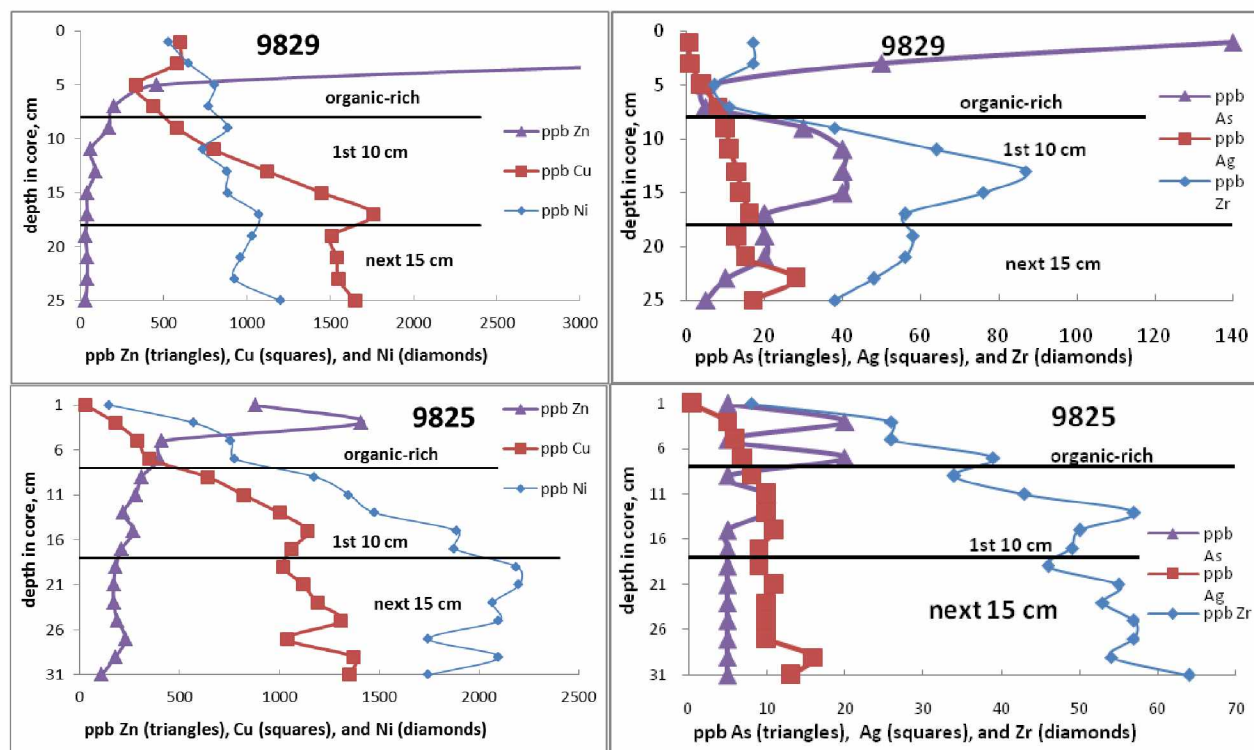 9829
0
5
10
15
20
25
depth in core, cm
organic-rich
1st 10 cm
next 15 cm
ppb Zn
ppb Cu
ppb Ni
0 500 1000 1500 2000 2500 3000
ppb Zn (triangles), Cu (squares), and Ni (diamonds)
9829
0
5
10
15
20
25
depth in core, cm
organic-rich
1st 10 cm
next 15 cm
ppb
As
ppb
Ag
ppb
Zr
0 20 40 60 80 100 120 140
ppb As (triangles), Ag (squares), and Zr (diamonds)
9825
1
6
11
16
21
26
31
depth in core, cm
organic-rich
1st 10 cm
next 15 cm
ppb Zn
ppb Cu
ppb Ni
0 500 1000 1500 2000 2500
ppb Zn (triangles), Cu (squares), and Ni (diamonds)
9825
1
6
11
16
21
26
31
depth in core, cm
organic-rich
1st 10 cm
next 15 cm
ppb
As
ppb
Ag
ppb Zr
0 10 20 30 40 50 60 70
ppb As (triangles), Ag (squares), and Zr (diamonds)